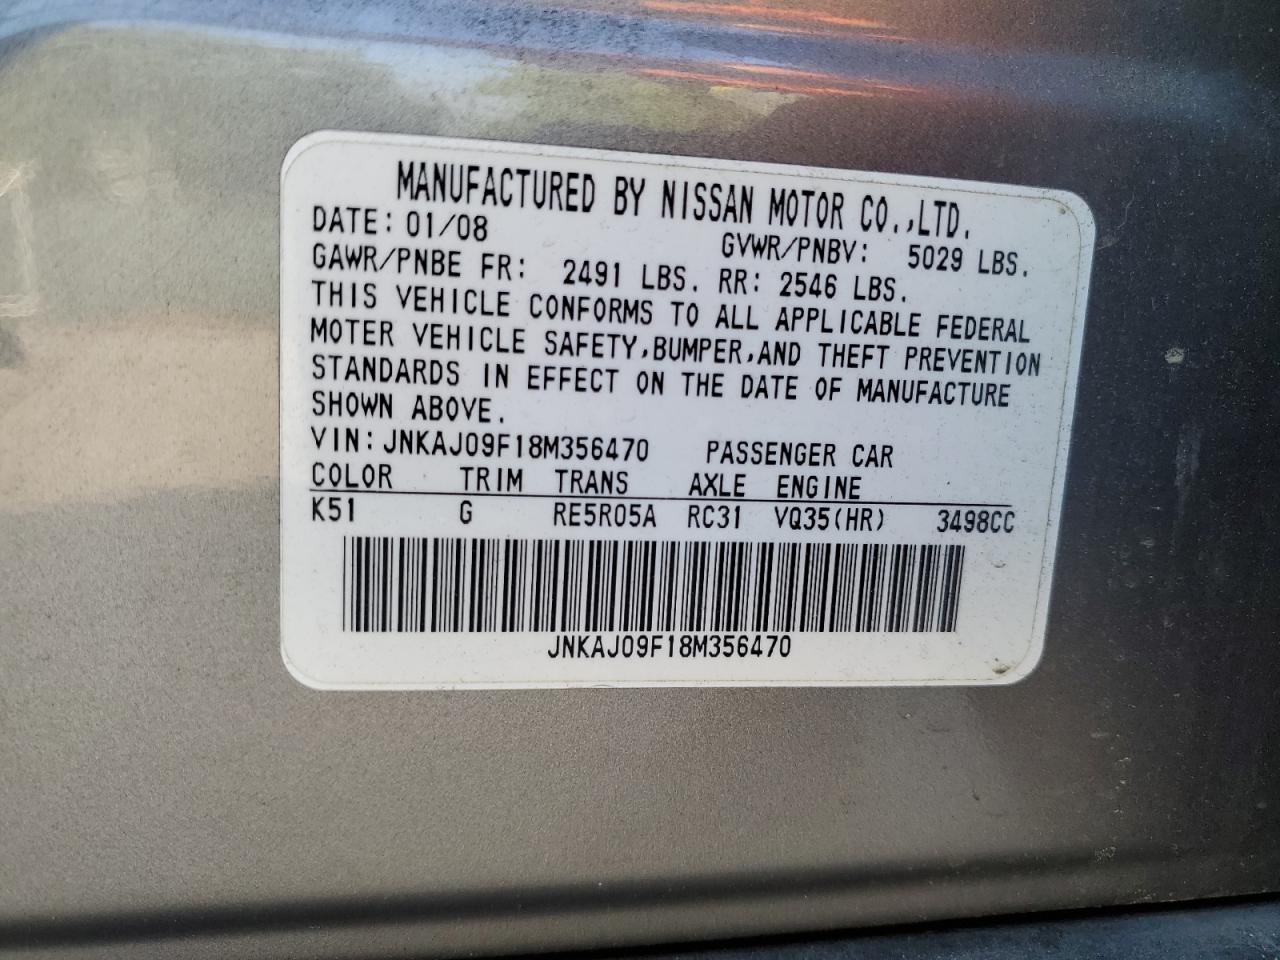 MANUFACTURED BY NISSAN MOTOR CO.,LTD.
DATE: 01/08 GVWR/PNBV: 5029 LBS.
GAWR/PNBE FR: 2491 LBS. RR: 2546 LBS.
THIS VEHICLE CONFORMS TO ALL APPLICABLE FEDERAL
MOTER VEHICLE SAFETY,BUMPER,AND THEFT PREVENTION
STANDARDS IN EFFECT ON THE DATE OF MANUFACTURE
SHOWN ABOVE.
VIN: JNKAJ09F18M356470 PASSENGER CAR
COLOR TRIM TRANS AXLE ENGINE
K51 G RE5R05A RC31 VQ35(HR) 3498CC
JNKAJ09F18M356470